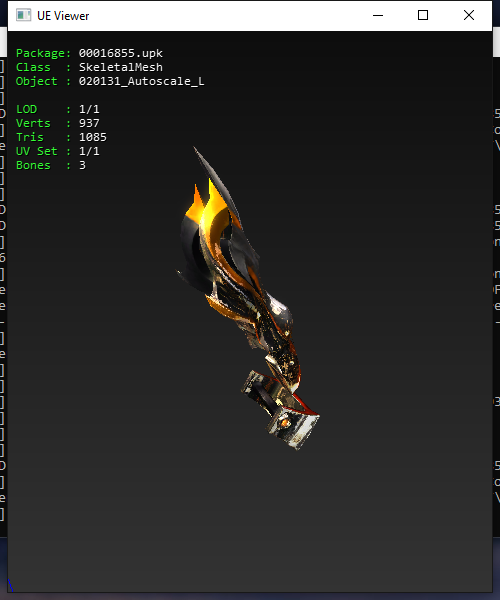 UE Viewer
Package: 00016855.upk
Class : SkeletalMesh
Object : 020131_Autoscale_L
LOD : 1/1
Verts : 937
Tris : 1085
UV Set : 1/1
Bones : 3